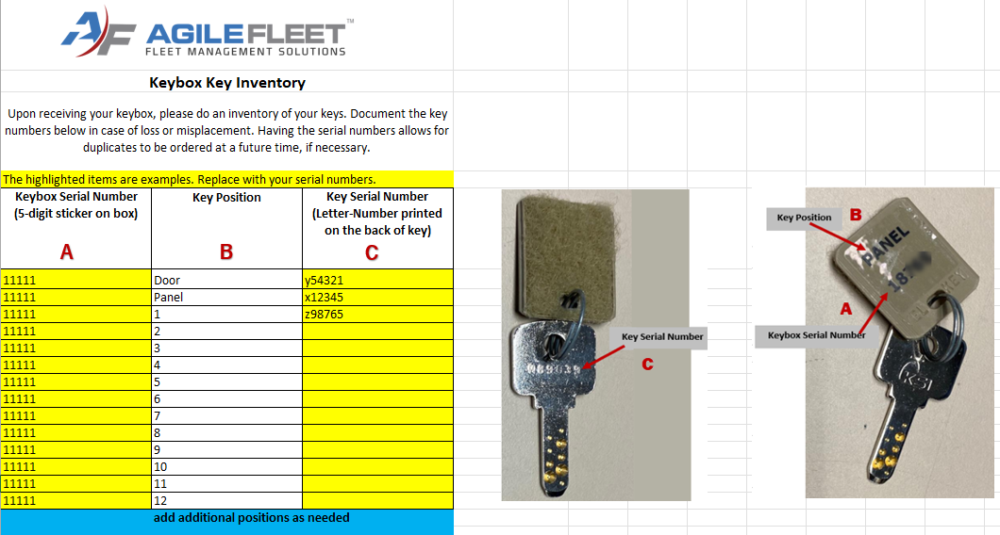 AF AGILEFLEET™
FLEET MANAGEMENT SOLUTIONS
Keybox Key Inventory
Upon receiving your keybox, please do an inventory of your keys. Document the key
numbers below in case of loss or misplacement. Having the serial numbers allows for
duplicates to be ordered at a future time, if necessary.
The highlighted items are examples. Replace with your serial numbers.
Keybox Serial Number
(5-digit sticker on box)
A
Key Position
B
Key Serial Number
(Letter-Number printed
on the back of key)
C
11111 Door y54321
11111 Panel x12345
11111 1 z98765
11111 2
11111 3
11111 4
11111 5
11111 6
11111 7
11111 8
11111 9
11111 10
11111 11
11111 12
add additional positions as needed
Key Serial Number
C
Key Position B
PANEL
18
A
Keybox Serial Number
KSI